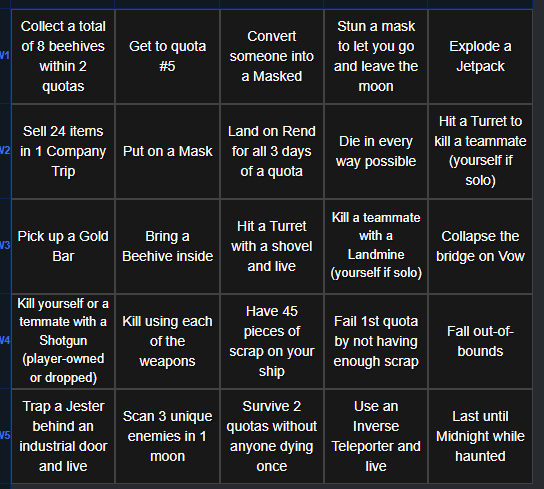 Collect a total
of 8 beehives
within 2
quotas
Get to quota
#5
Convert
someone into
a Masked
Stun a mask
to let you go
and leave the
moon
Explode a
Jetpack
W1
Sell 24 items
in 1 Company
Trip
Put on a Mask
Land on Rend
for all 3 days
of a quota
Die in every
way possible
Hit a Turret to
kill a teammate
(yourself if
solo)
W2
Pick up a Gold
Bar
Bring a
Beehive inside
Hit a Turret
with a shovel
and live
Kill a teammate
with a
Landmine
(yourself if solo)
Collapse the
bridge on Vow
W3
Kill yourself or a
temmate with a
Shotgun
(player-owned
or dropped)
Kill using each
of the
weapons
Have 45
pieces of
scrap on your
ship
Fail 1st quota
by not having
enough scrap
Fall out-of-
bounds
W4
Trap a Jester
behind an
industrial door
and live
Scan 3 unique
enemies in 1
moon
Survive 2
quotas without
anyone dying
once
Use an
Inverse
Teleporter and
live
Last until
Midnight while
haunted
W5